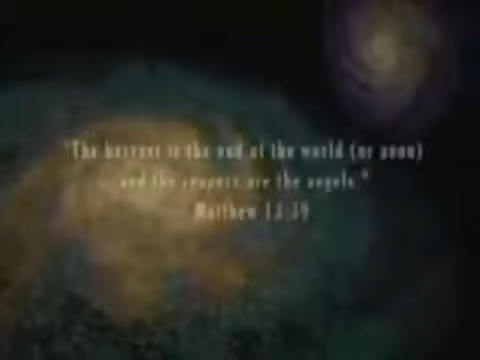 "The harvest is the end of the world (or aeon)
and the reapers are the angels."
Matthew 13:39